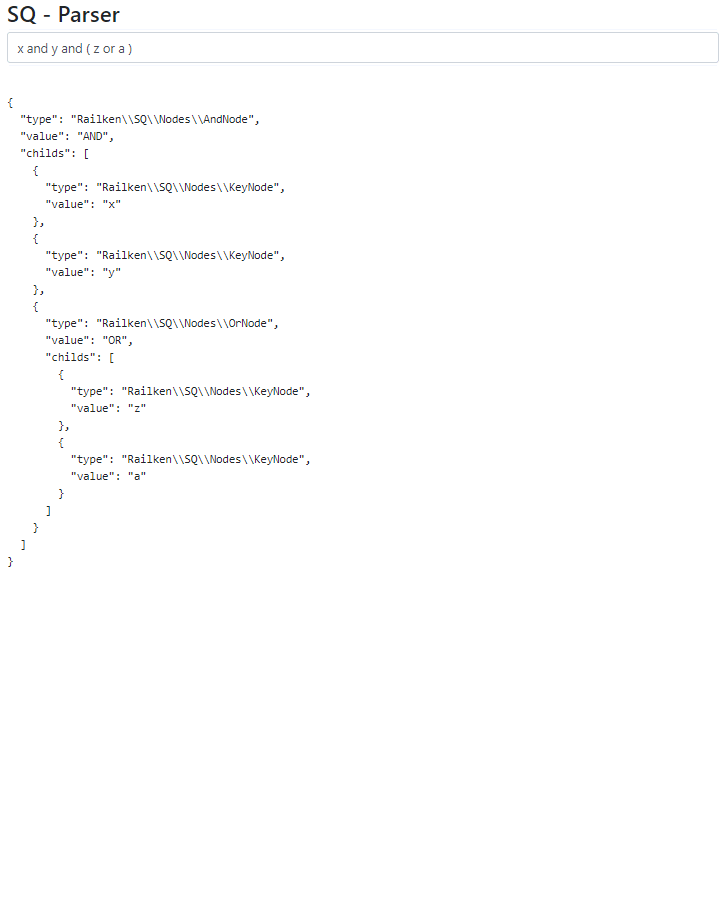 SQ - Parser
x and y and ( z or a )
{
  "type": "Railken\\SQ\\Nodes\\AndNode",
  "value": "AND",
  "childs": [
    {
      "type": "Railken\\SQ\\Nodes\\KeyNode",
      "value": "x"
    },
    {
      "type": "Railken\\SQ\\Nodes\\KeyNode",
      "value": "y"
    },
    {
      "type": "Railken\\SQ\\Nodes\\OrNode",
      "value": "OR",
      "childs": [
        {
          "type": "Railken\\SQ\\Nodes\\KeyNode",
          "value": "z"
        },
        {
          "type": "Railken\\SQ\\Nodes\\KeyNode",
          "value": "a"
        }
      ]
    }
  ]
}